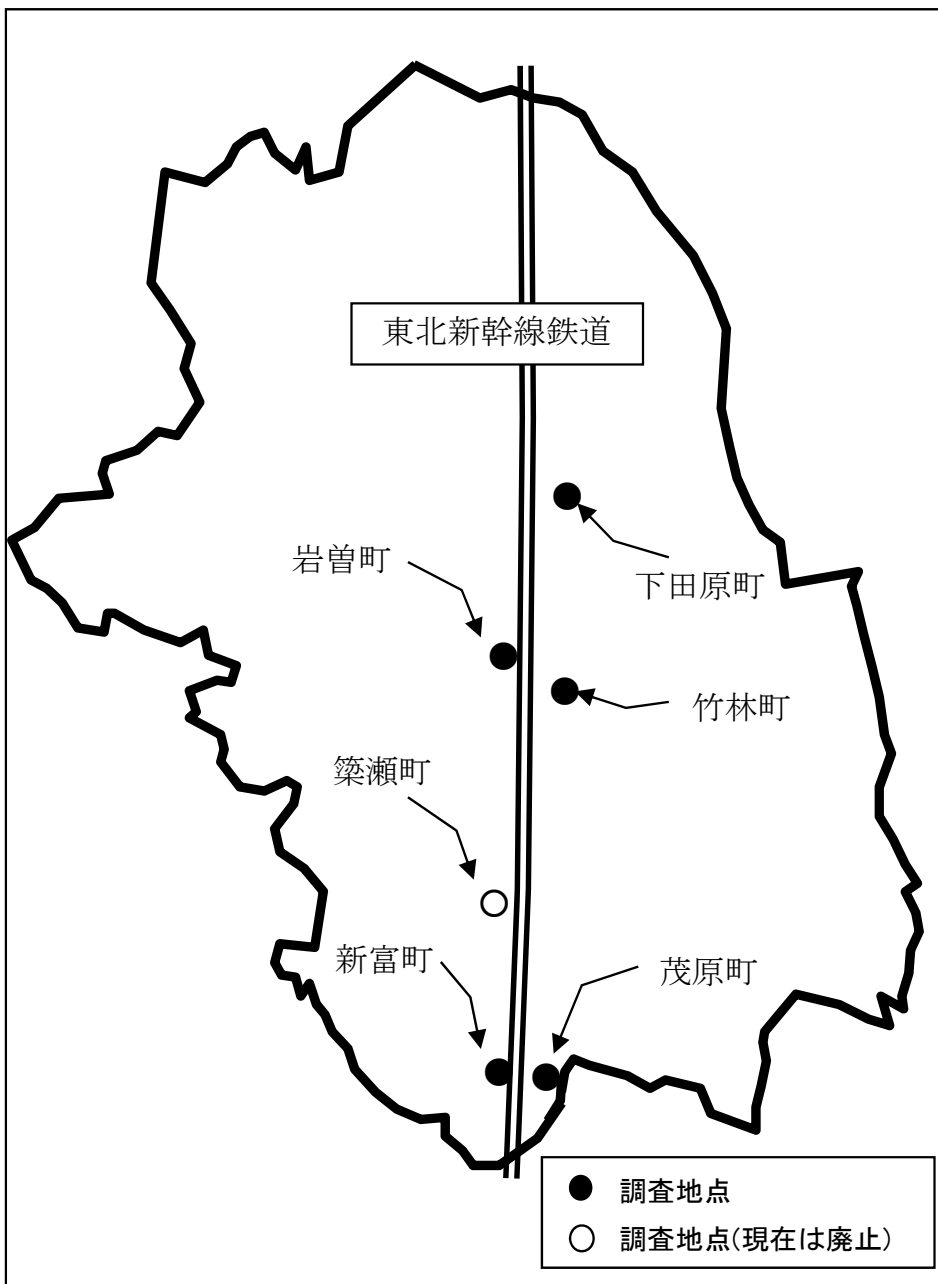 東北新幹線鉄道
岩曽町
下田原町
竹林町
簗瀬町
新富町
茂原町
調査地点
調査地点(現在は廃止)